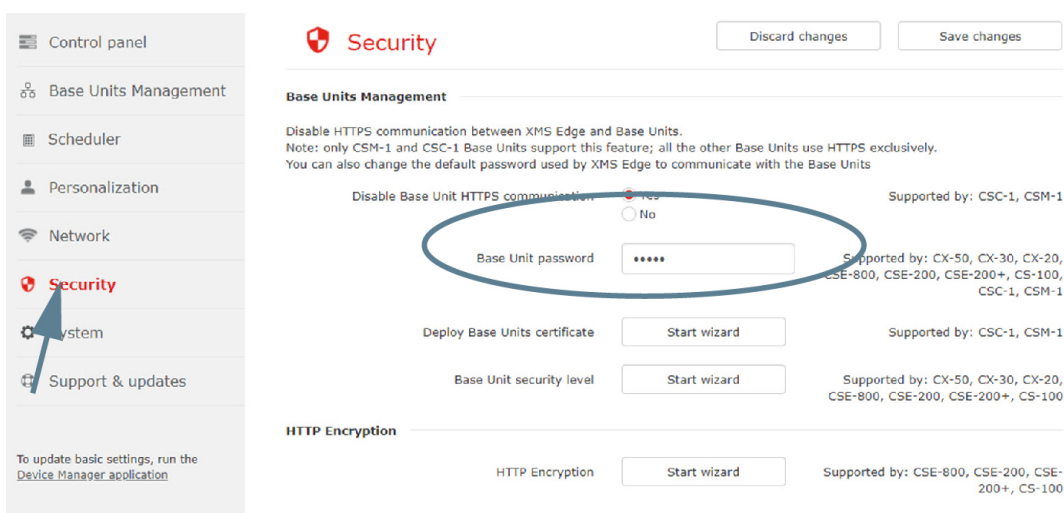 Control panel
Base Units Management
Scheduler
Personalization
Network
Security
System
Support & updates
To update basic settings, run the
Device Manager application
Security
Discard changes
Save changes
Base Units Management
Disable HTTPS communication between XMS Edge and Base Units.
Note: only CSM-1 and CSC-1 Base Units support this feature; all the other Base Units use HTTPS exclusively.
You can also change the default password used by XMS Edge to communicate with the Base Units
Disable Base Unit HTTPS communication
Yes
No
Supported by: CSC-1, CSM-1
Base Unit password
•••••
Supported by: CX-50, CX-30, CX-20,
CSE-800, CSE-200, CSE-200+, CS-100,
CSC-1, CSM-1
Deploy Base Units certificate
Start wizard
Supported by: CSC-1, CSM-1
Base Unit security level
Start wizard
Supported by: CX-50, CX-30, CX-20,
CSE-800, CSE-200, CSE-200+, CS-100
HTTP Encryption
HTTP Encryption
Start wizard
Supported by: CSE-800, CSE-200, CSE-
200+, CS-100